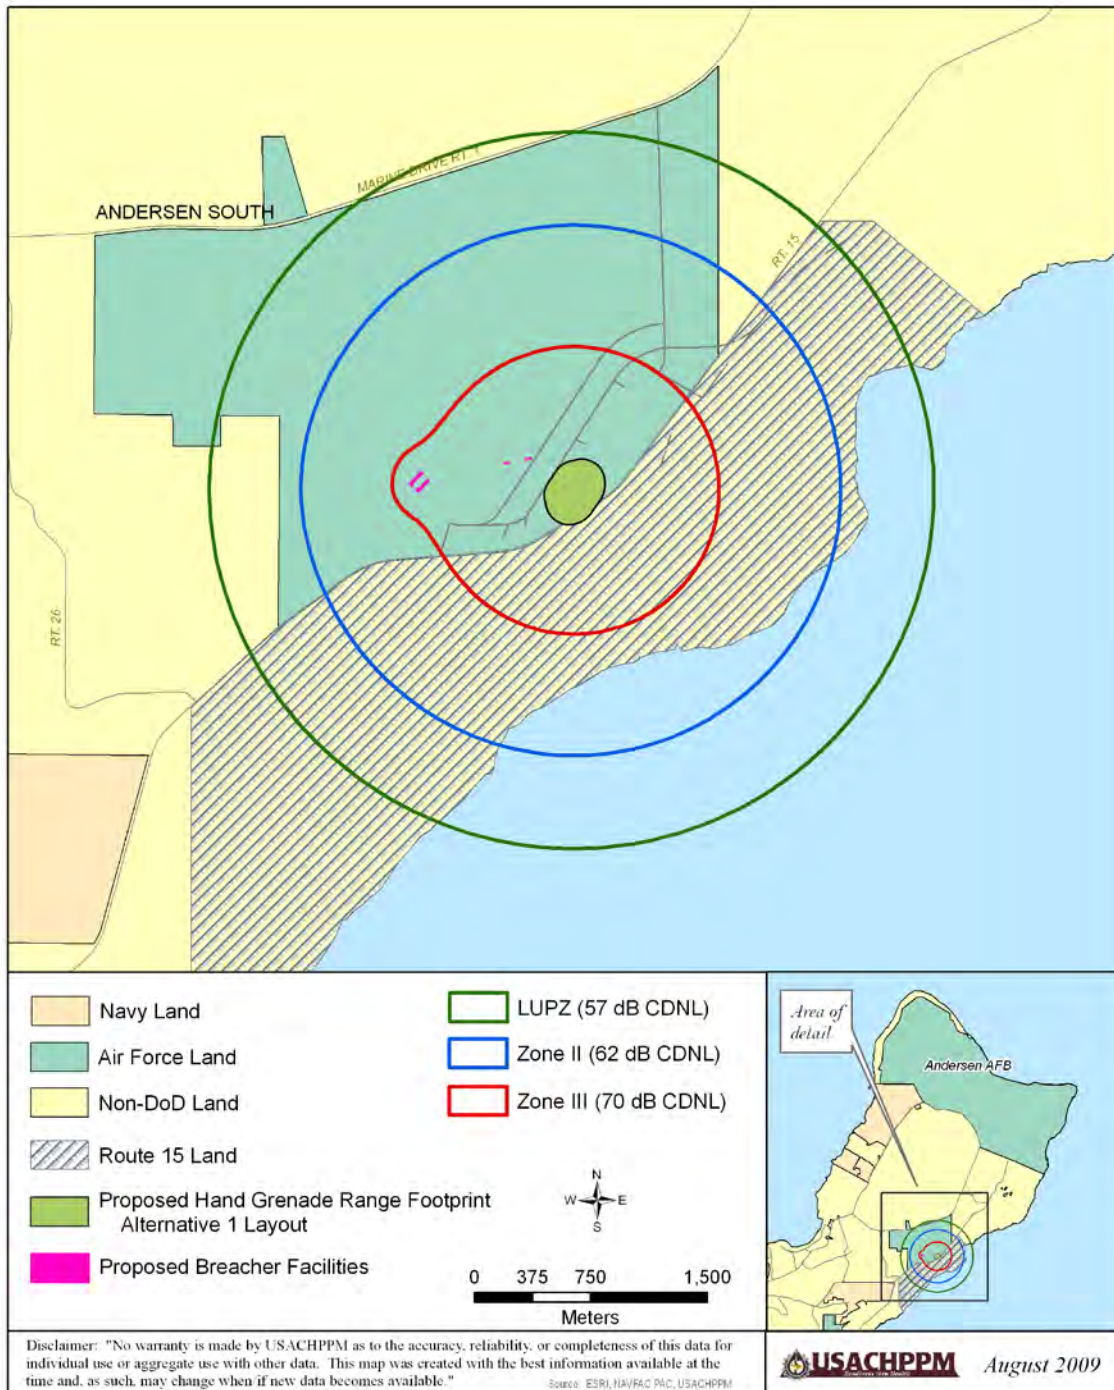 MARINE DRIVE RT. 1
ANDERSEN SOUTH
RT. 15
RT. 26
Navy Land
Air Force Land
Non-DoD Land
Route 15 Land
Proposed Hand Grenade Range Footprint
Alternative 1 Layout
Proposed Breacher Facilities
LUPZ (57 dB CDNL)
Zone II (62 dB CDNL)
Zone III (70 dB CDNL)
N
W E
S
0 375 750 1,500
Meters
Area of
detail
Andersen AFB
Disclaimer: "No warranty is made by USACHPPM as to the accuracy, reliability, or completeness of this data for
individual use or aggregate use with other data. This map was created with the best information available at the
time and, as such, may change when if new data becomes available."
Source: ESRI, NAVFAC PAC, USACHPPM
USACHPPM
August 2009